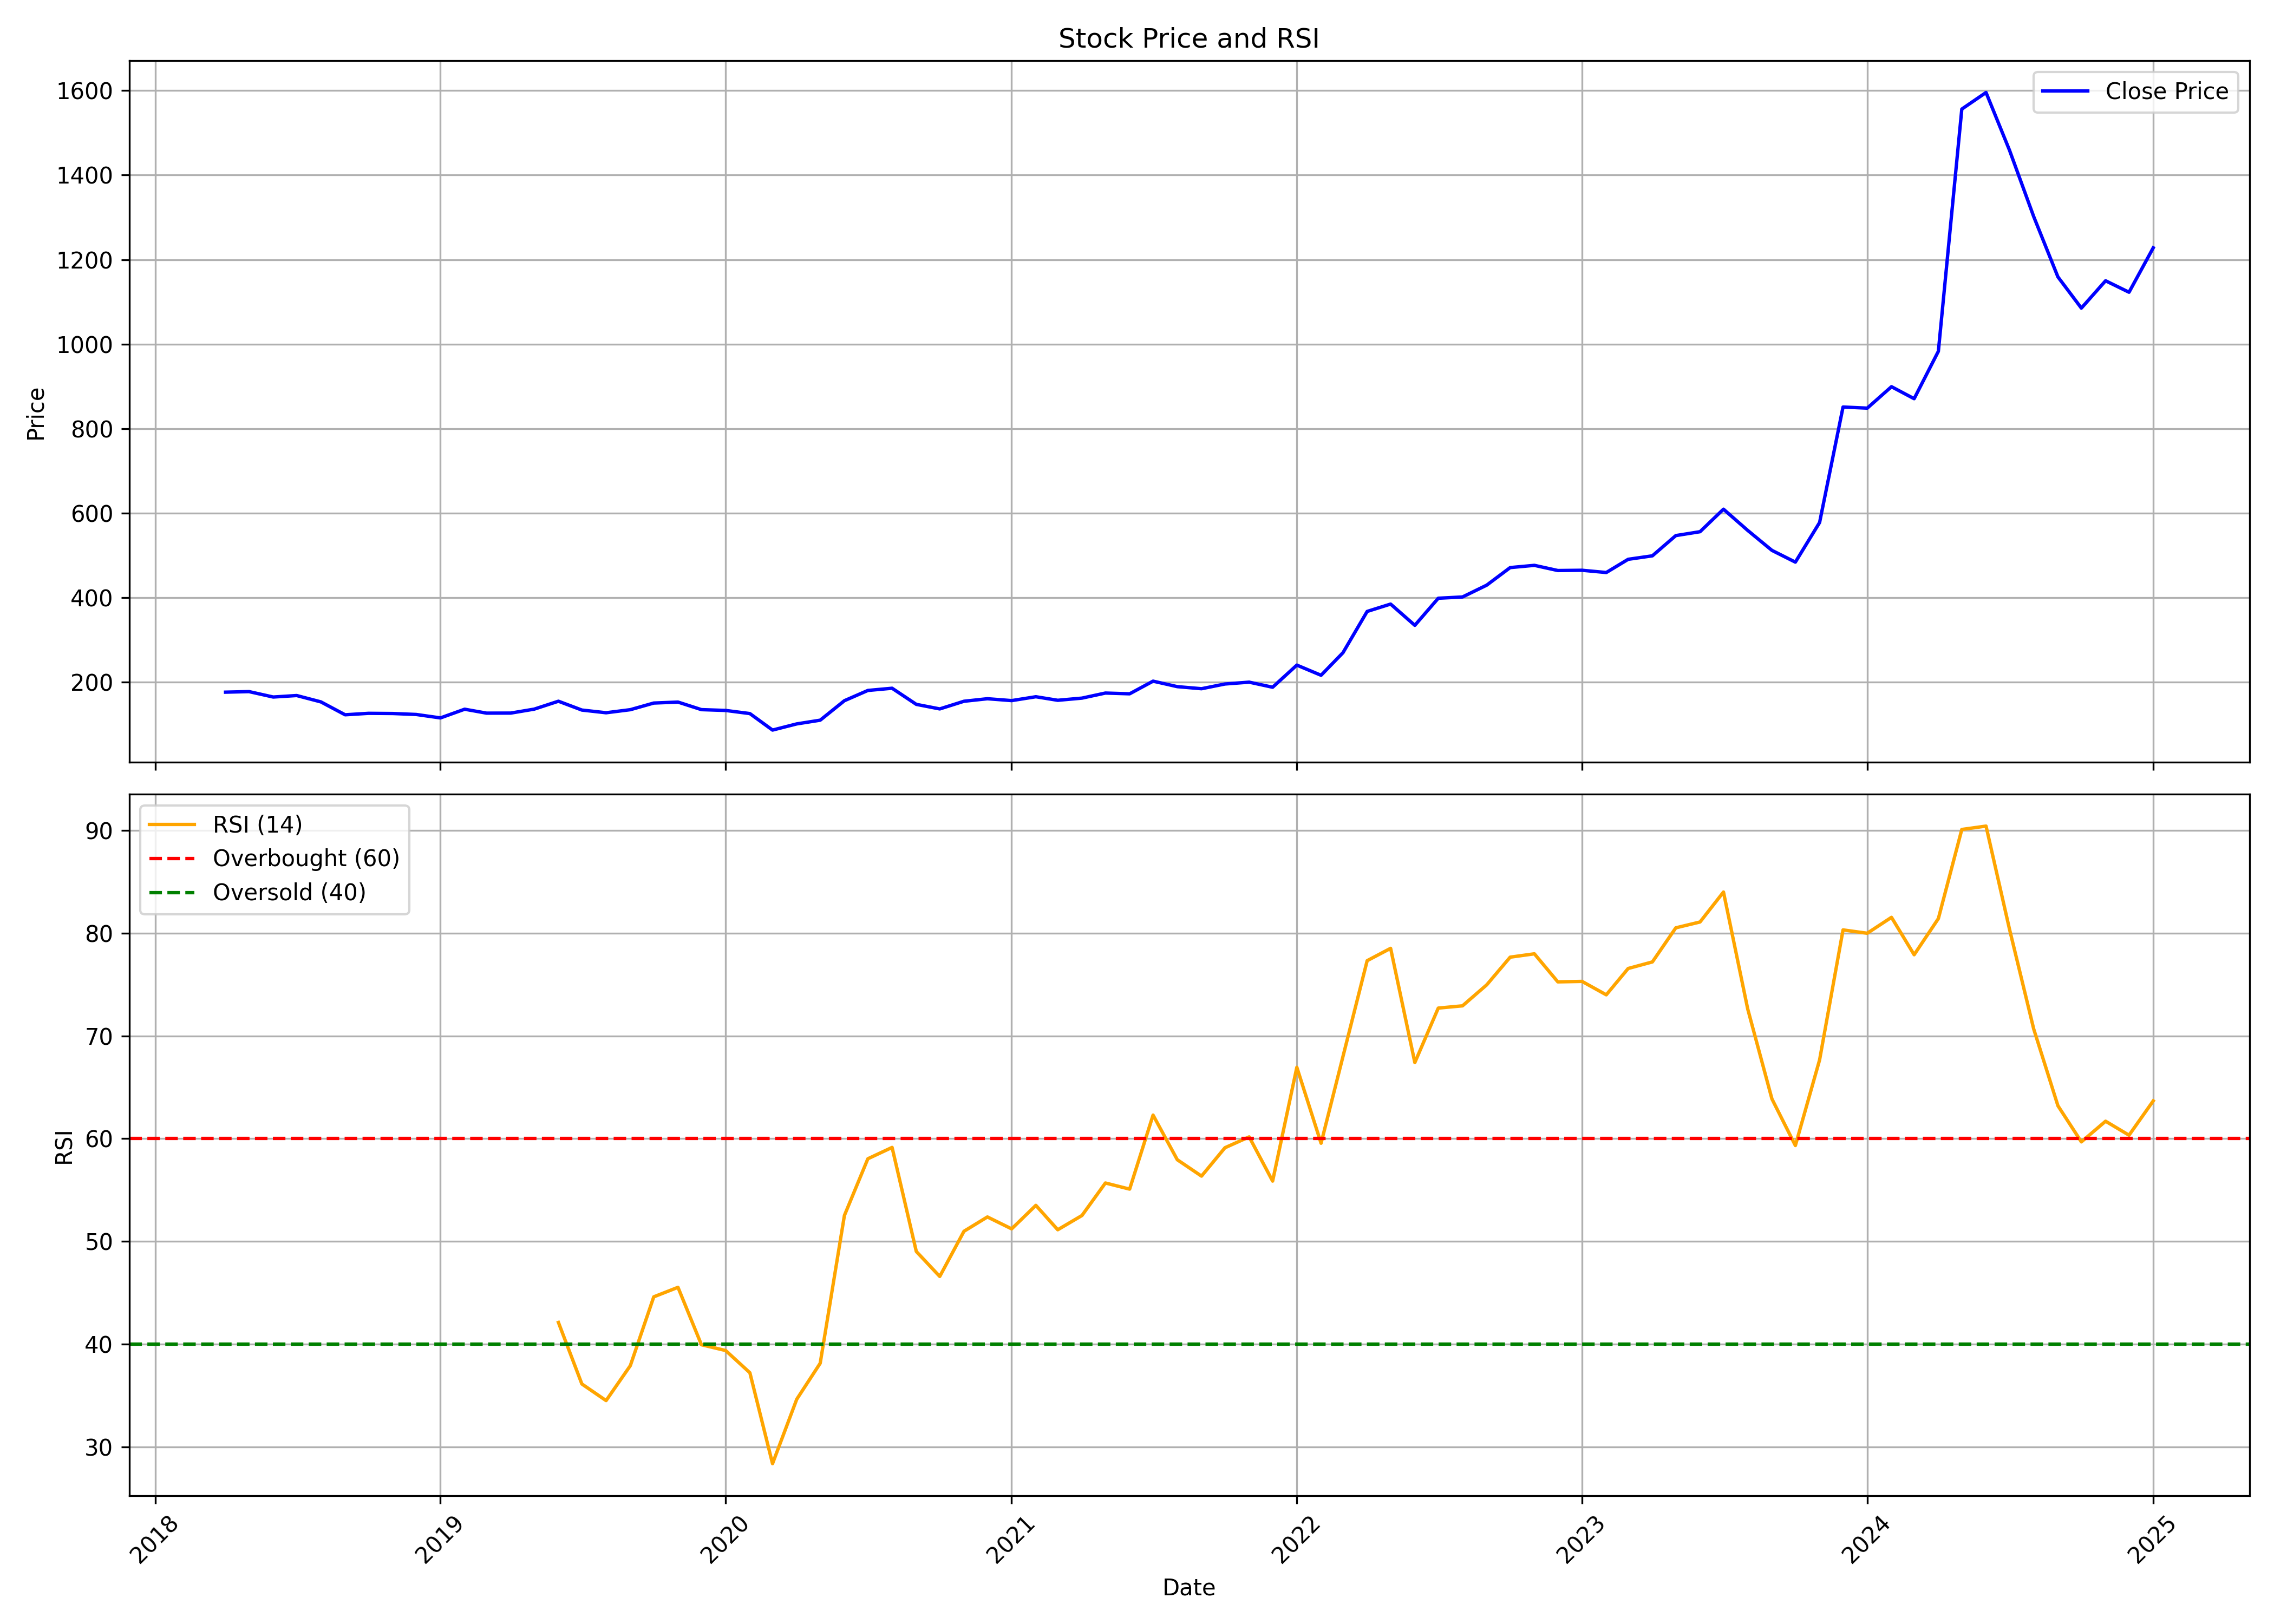 Stock Price and RSI
Close Price
1600
1400
1200
1000
800
600
400
200
Price
RSI (14)
Overbought (60)
Oversold (40)
90
80
70
60
50
40
30
RSI
2018
2019
2020
2021
2022
2023
2024
2025
Date